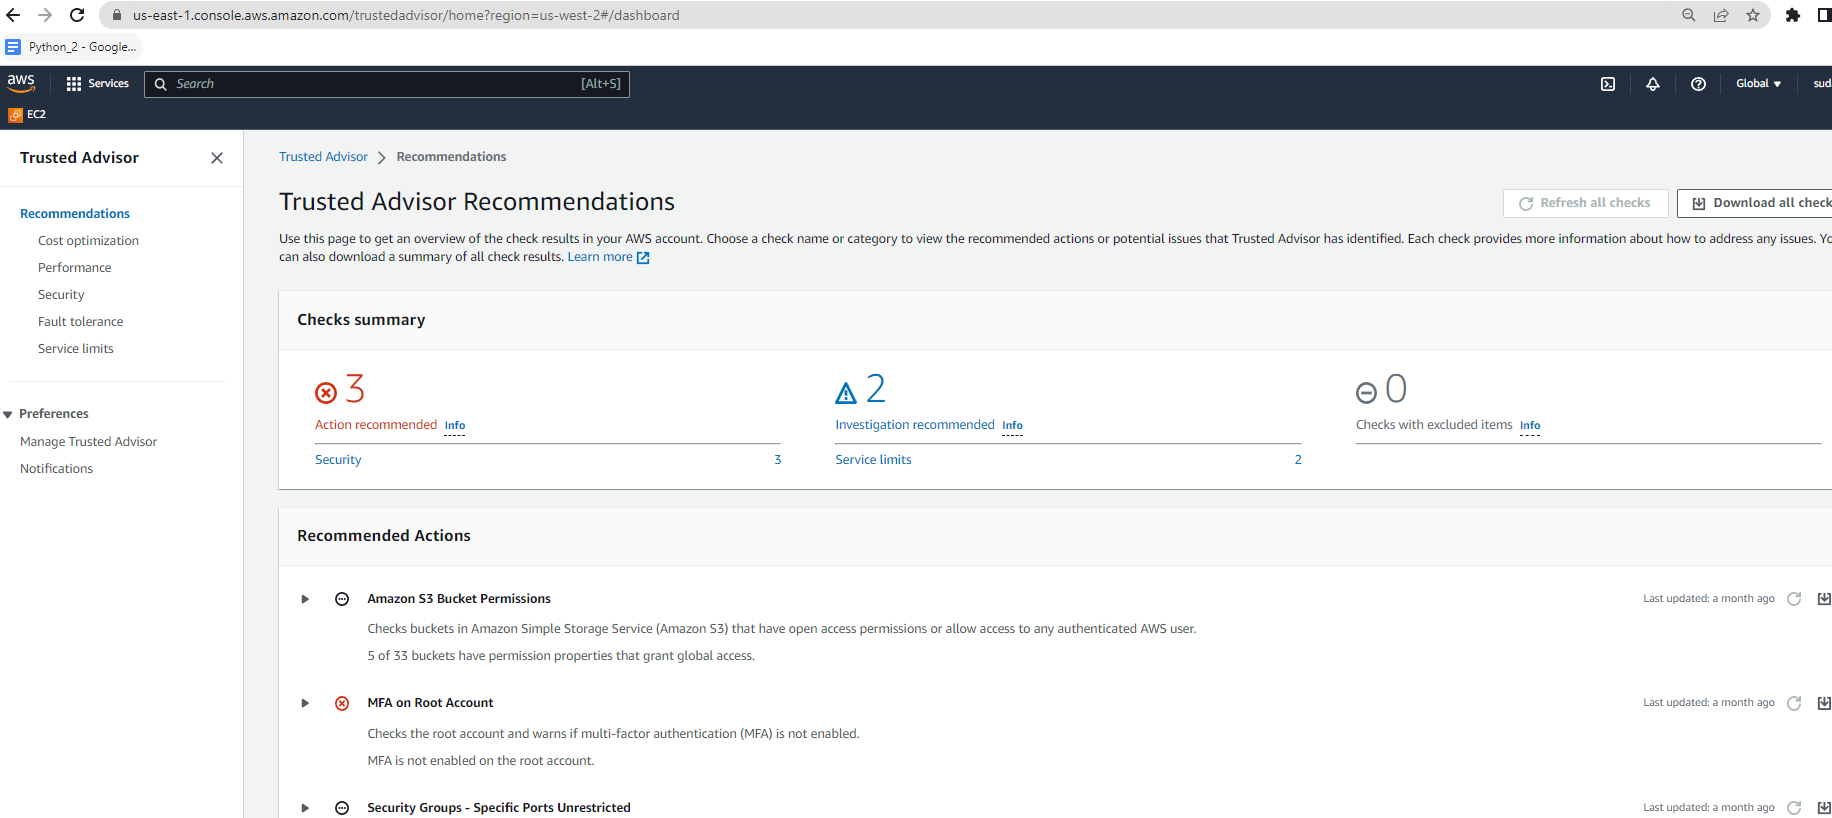 us-east-1.console.aws.amazon.com/trustedadvisor/home?region=us-west-2#/dashboard
Python_2 - Google...
aws
Services
Search
[Alt+S]
Global
sud
EC2
Trusted Advisor
Recommendations
Cost optimization
Performance
Security
Fault tolerance
Service limits
Preferences
Manage Trusted Advisor
Notifications
Trusted Advisor > Recommendations
Trusted Advisor Recommendations
Refresh all checks
Download all check
Use this page to get an overview of the check results in your AWS account. Choose a check name or category to view the recommended actions or potential issues that Trusted Advisor has identified. Each check provides more information about how to address any issues. Yo
can also download a summary of all check results. Learn more
Checks summary
3
Action recommended Info
Security 3
2
Investigation recommended Info
Service limits 2
0
Checks with excluded items Info
Recommended Actions
Amazon S3 Bucket Permissions
Last updated: a month ago
Checks buckets in Amazon Simple Storage Service (Amazon S3) that have open access permissions or allow access to any authenticated AWS user.
5 of 33 buckets have permission properties that grant global access.
MFA on Root Account
Last updated: a month ago
Checks the root account and warns if multi-factor authentication (MFA) is not enabled.
MFA is not enabled on the root account.
Security Groups - Specific Ports Unrestricted
Last updated: a month ago